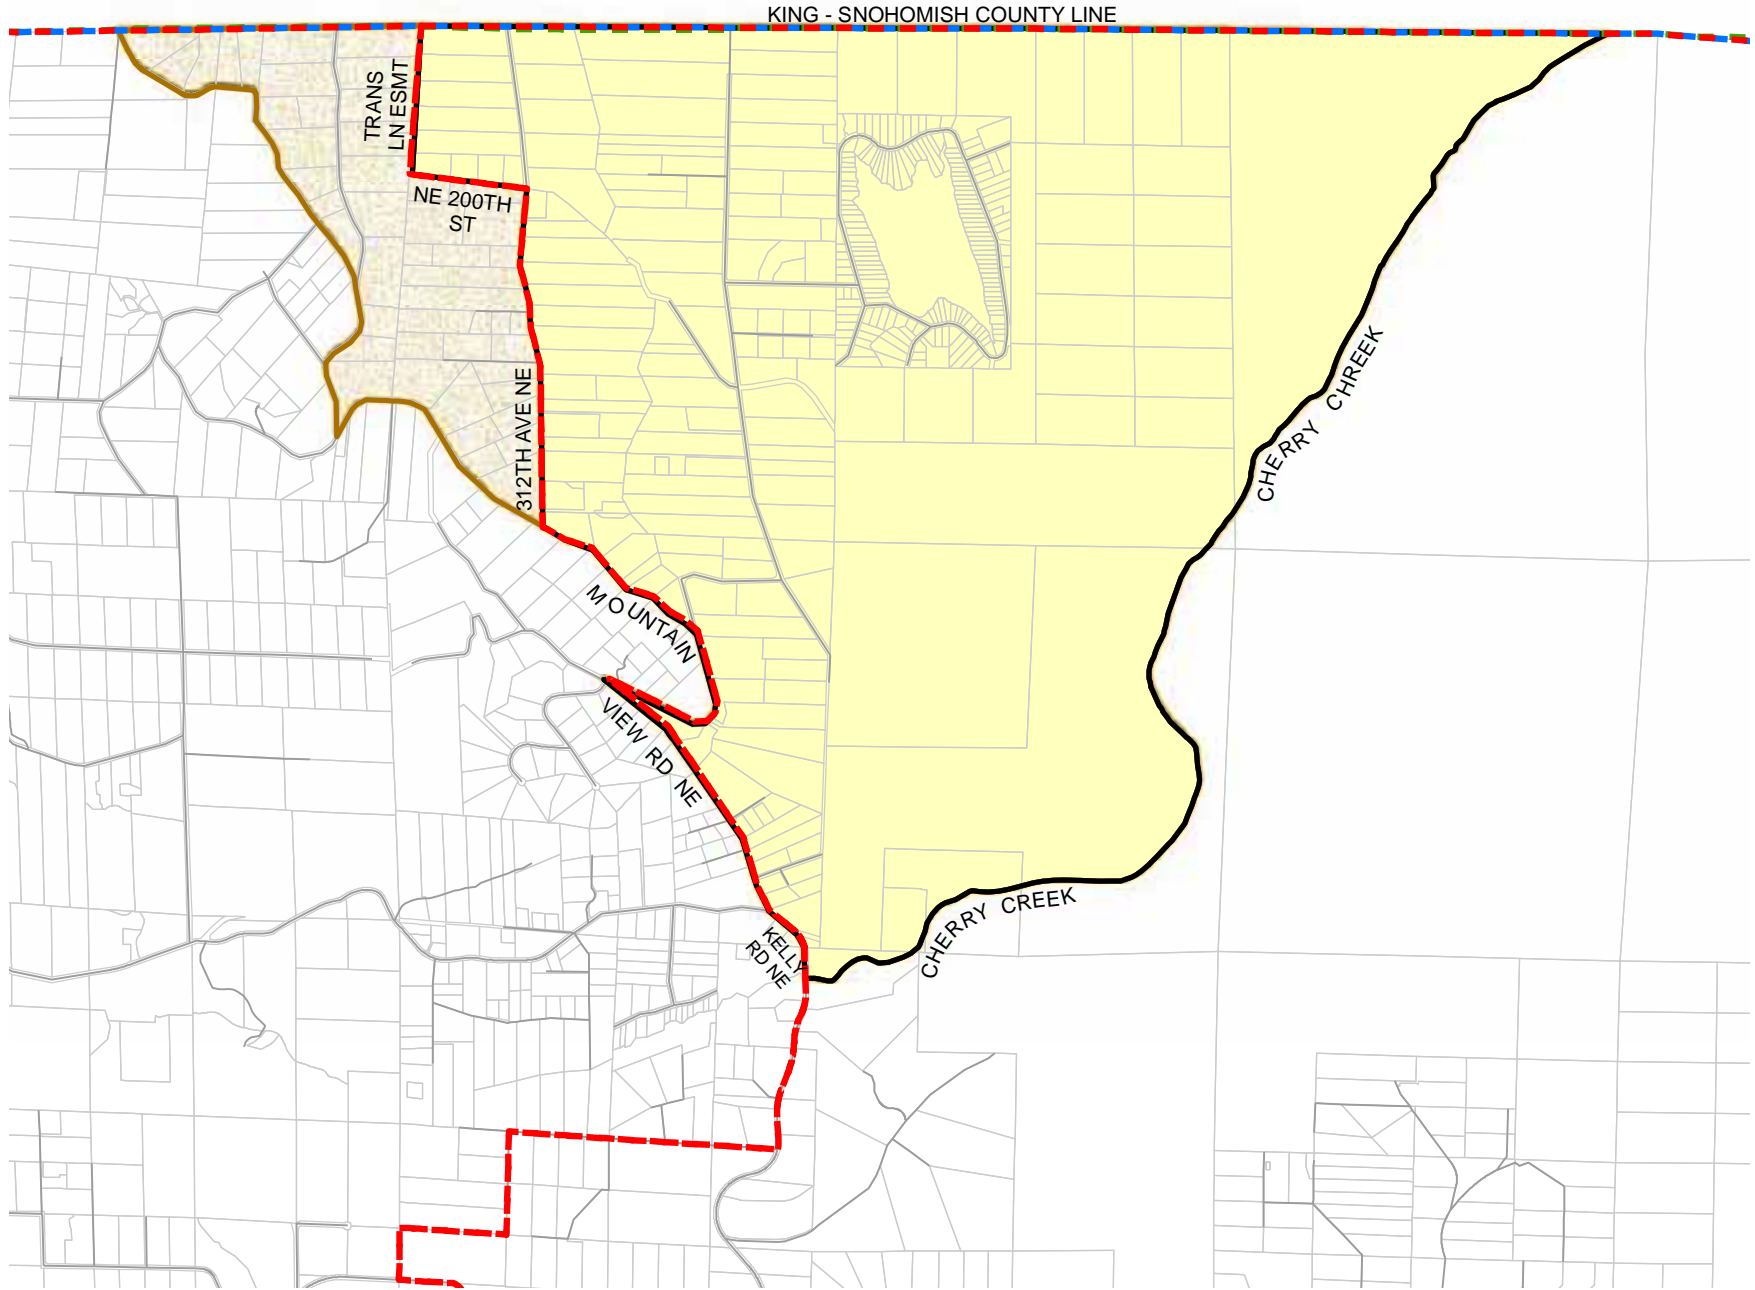 KING - SNOHOMISH COUNTY LINE
TRANS
LN ESMT
NE 200TH
ST
312TH AVE NE
CHERRY CHREEK
MOUNTAIN
VIEW RD NE
CHERRY CREEK
KELLY
RD NE